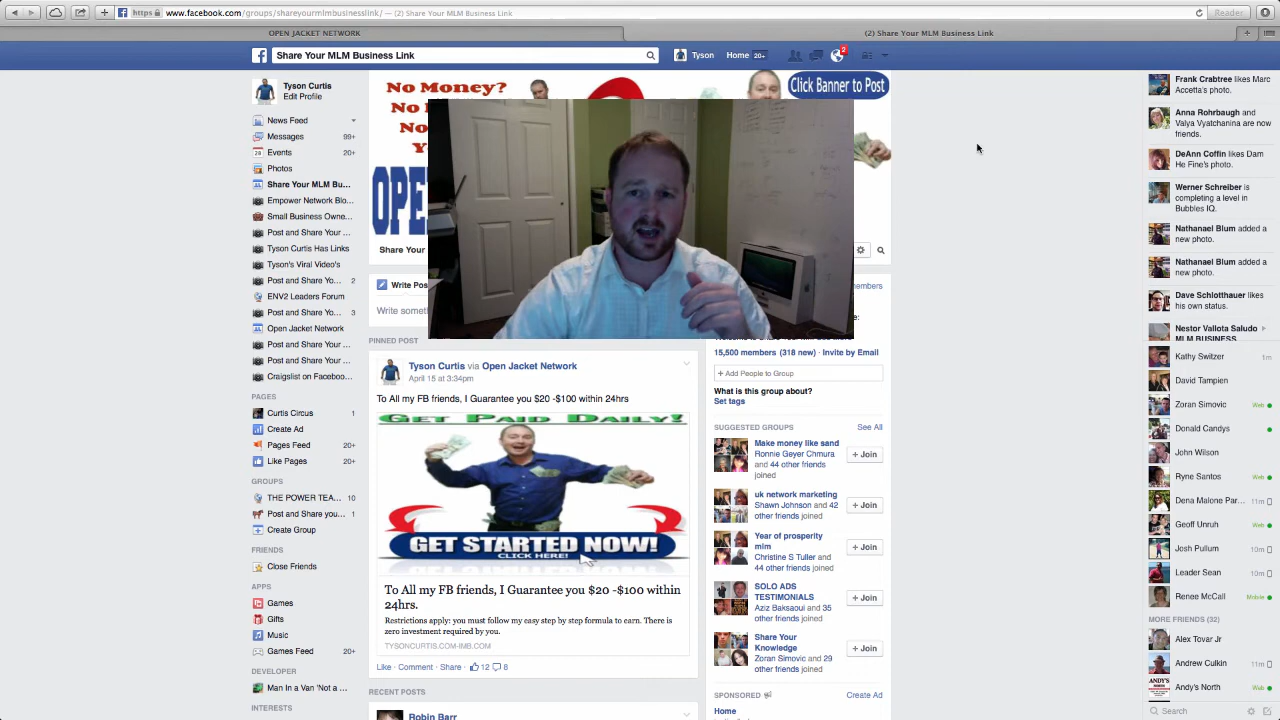 https www.facebook.com/groups/shareyourmlmbusinesslink/ — (2) Share Your MLM Business Link
Reader
OPEN JACKET NETWORK
(2) Share Your MLM Business Link
Share Your MLM Business Link
Tyson
Home 20+
2
Tyson Curtis
Edit Profile
News Feed
Messages 99+
Events 20+
Photos
Share Your MLM Bu...
Empower Network Blo...
Small Business Owne...
Post and Share Your ...
Tyson Curtis Has Links
Tyson's Viral Video's
Post and Share Yo... 2
ENV2 Leaders Forum
Post and Share Yo... 3
Open Jacket Network
Post and Share Your ...
Post and Share Your ...
Craigslist on Faceboo...
PAGES
Curtis Circus 1
Create Ad
Pages Feed 20+
Like Pages 20+
GROUPS
THE POWER TEA... 10
Post and Share you... 1
Create Group
FRIENDS
Close Friends
APPS
Games
Gifts
Music
Games Feed 20+
DEVELOPER
Man In a Van 'Not a ...
INTERESTS
No Money?
No
No
Click Banner to Post
OPE
Share Your
Write Pos
Write somet
PINNED POST
Tyson Curtis via Open Jacket Network
April 15 at 3:34pm
To All my FB friends, I Guarantee you $20 -$100 within 24hrs
GET PAID DAILY!
GET STARTED NOW!
CLICK HERE!
To All my FB friends, I Guarantee you $20 -$100 within
24hrs.
Restrictions apply: you must follow my easy step by step formula to earn. There is
zero investment required by you.
TYSONCURTIS.COM-IMB.COM
Like · Comment · Share · 12 8
RECENT POSTS
Robin Barr
embers
e:
15,500 members (318 new) · Invite by Email
+ Add People to Group
What is this group about?
Set tags
SUGGESTED GROUPS See All
Make money like sand
Ronnie Geyer Chmura
and 44 other friends
joined
+ Join
uk network marketing
Shawn Johnson and 42
other friends joined
+ Join
Year of prosperity
mlm
Christine S Tuller and
44 other friends joined
+ Join
SOLO ADS
TESTIMONIALS
Aziz Baksaoui and 35
other friends joined
+ Join
Share Your
Knowledge
Zoran Simovic and 29
other friends joined
+ Join
SPONSORED Create Ad
Home
Frank Crabtree likes Marc
Accetta's photo.
Anna Rohrbaugh and
Valya Vyatchanina are now
friends.
DeAnn Coffin likes Dam
He Fine's photo.
Werner Schreiber is
completing a level in
Bubbles IQ.
Nathanael Blum added a
new photo.
Nathanael Blum added a
new photo.
Dave Schlotthauer likes
his own status.
Nestor Vallota Saludo
MLM BUSINESS
Kathy Switzer 1m
David Tampien
Zoran Simovic Web
Donald Candys
John Wilson
Ryne Santos Web
Dena Malone Par... 11m
Geoff Unruh Web
Josh Pullum 10m
Leader Sean 10m
Renee McCall Mobile
MORE FRIENDS (32)
Alex Tovar Jr
Andrew Culkin 11m
Andy's North Web
ANDY'S
NORTH
Search